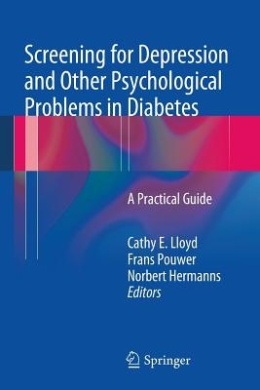 Screening for Depression
and Other Psychological
Problems in Diabetes
A Practical Guide
Cathy E. Lloyd
Frans Pouwer
Norbert Hermanns
Editors
Springer